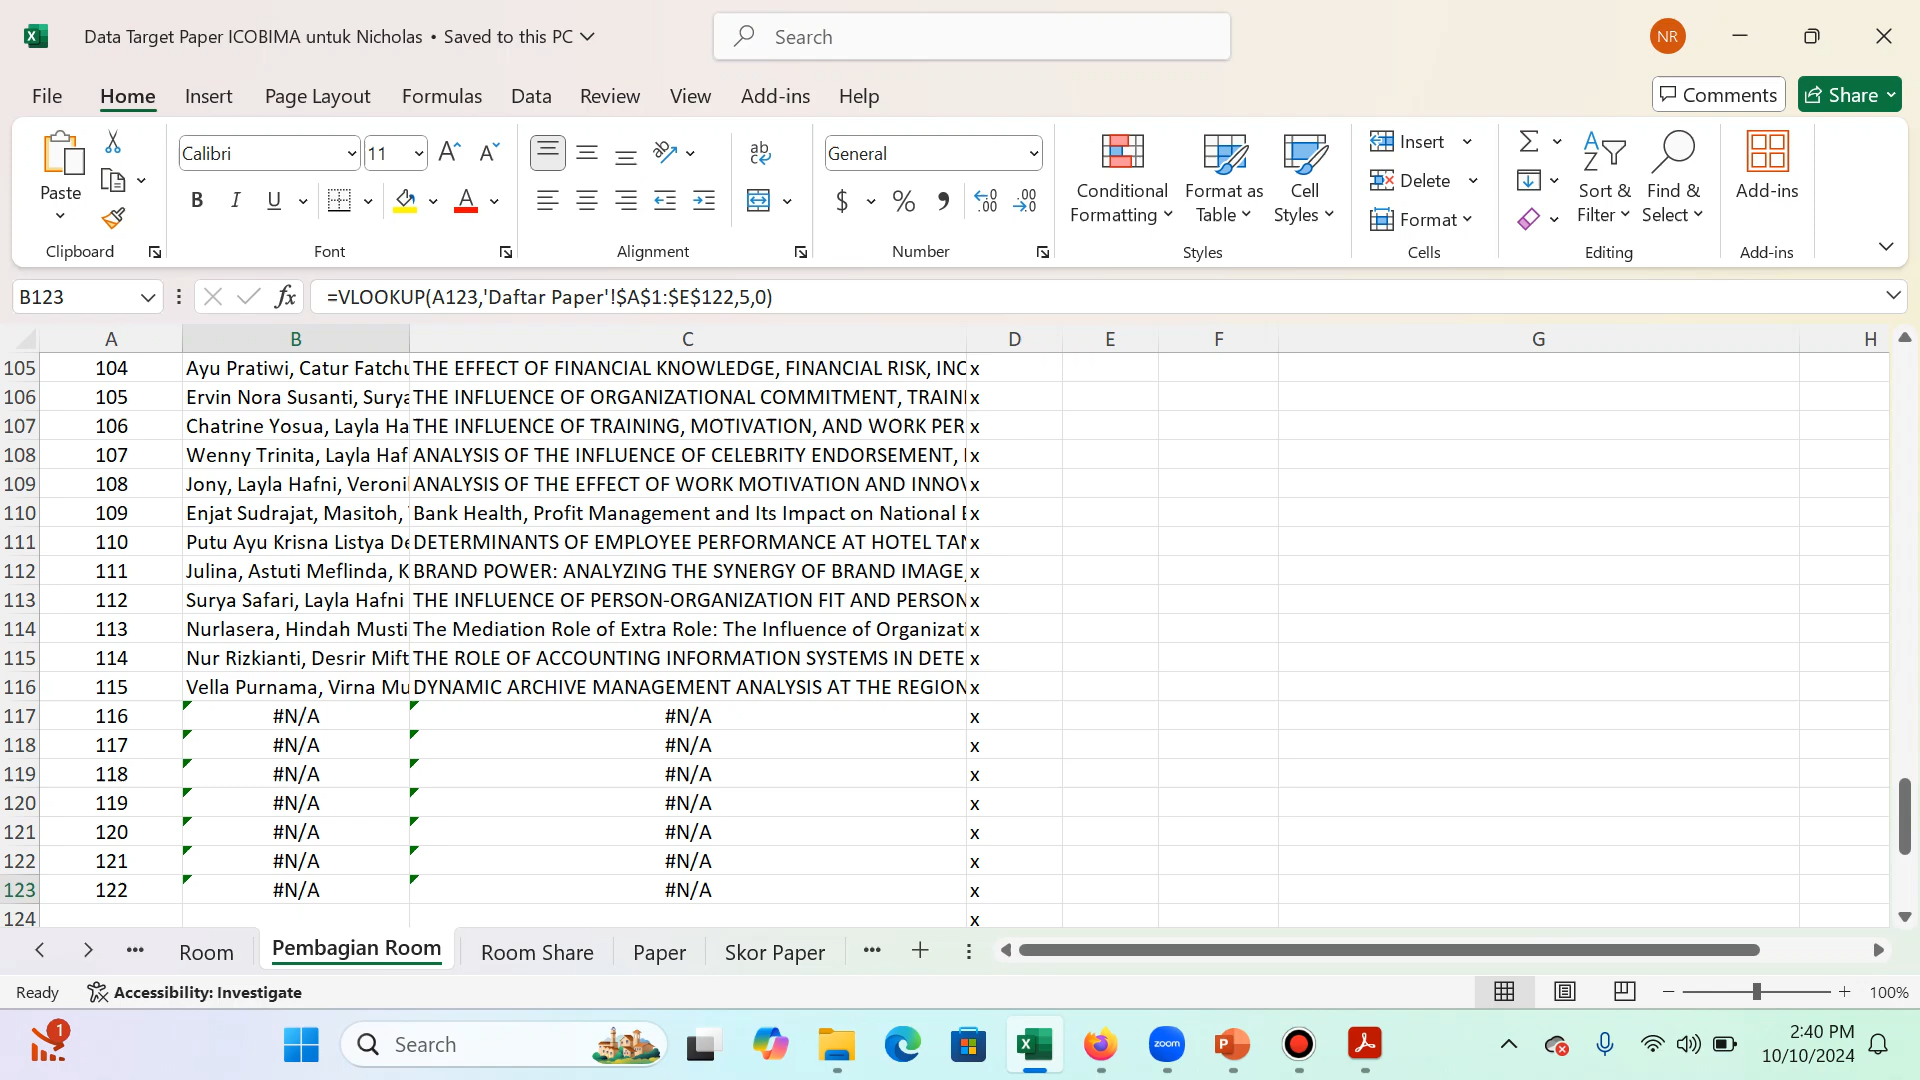 Data Target Paper ICOBIMA untuk Nicholas • Saved to this PC
Search
NR
File Home Insert Page Layout Formulas Data Review View Add-ins Help
Comments Share
Paste
Clipboard
Calibri 11
B I U
Font
ab
Alignment
General
$ % ,
Number
Conditional Formatting
Format as Table
Cell Styles
Styles
Insert
Delete
Format
Cells
Sort & Filter
Find & Select
Editing
Add-ins
Add-ins
B123 fx =VLOOKUP(A123,'Daftar Paper'!$A$1:$E$122,5,0)
A B C D E F G H
105 104 Ayu Pratiwi, Catur Fatchu THE EFFECT OF FINANCIAL KNOWLEDGE, FINANCIAL RISK, INC x
106 105 Ervin Nora Susanti, Surya THE INFLUENCE OF ORGANIZATIONAL COMMITMENT, TRAINI x
107 106 Chatrine Yosua, Layla Ha THE INFLUENCE OF TRAINING, MOTIVATION, AND WORK PER x
108 107 Wenny Trinita, Layla Haf ANALYSIS OF THE INFLUENCE OF CELEBRITY ENDORSEMENT, x
109 108 Jony, Layla Hafni, Veroni ANALYSIS OF THE EFFECT OF WORK MOTIVATION AND INNOV x
110 109 Enjat Sudrajat, Masitoh, Bank Health, Profit Management and Its Impact on National x
111 110 Putu Ayu Krisna Listya De DETERMINANTS OF EMPLOYEE PERFORMANCE AT HOTEL TAN x
112 111 Julina, Astuti Meflinda, K BRAND POWER: ANALYZING THE SYNERGY OF BRAND IMAGE, x
113 112 Surya Safari, Layla Hafni THE INFLUENCE OF PERSON-ORGANIZATION FIT AND PERSON x
114 113 Nurlasera, Hindah Musti The Mediation Role of Extra Role: The Influence of Organizati x
115 114 Nur Rizkianti, Desrir Mift THE ROLE OF ACCOUNTING INFORMATION SYSTEMS IN DETE x
116 115 Vella Purnama, Virna Mu DYNAMIC ARCHIVE MANAGEMENT ANALYSIS AT THE REGION x
117 116 #N/A #N/A x
118 117 #N/A #N/A x
119 118 #N/A #N/A x
120 119 #N/A #N/A x
121 120 #N/A #N/A x
122 121 #N/A #N/A x
123 122 #N/A #N/A x
124 x
Room Pembagian Room Room Share Paper Skor Paper
Ready Accessibility: Investigate 100%
1 Search zoom 2:40 PM
10/10/2024